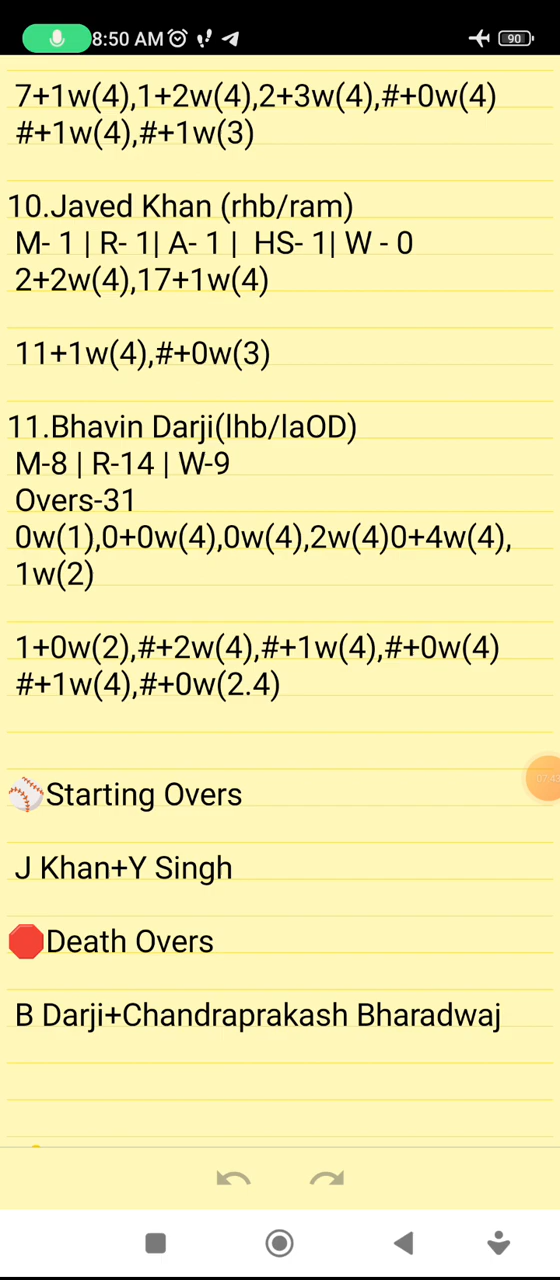 8:50 AM
90
7+1w(4),1+2w(4),2+3w(4),#+0w(4)
#+1w(4),#+1w(3)
10.Javed Khan (rhb/ram)
M- 1 | R- 1| A- 1 | HS- 1| W - 0
2+2w(4),17+1w(4)
11+1w(4),#+0w(3)
11.Bhavin Darji(lhb/laOD)
M-8 | R-14 | W-9
Overs-31
0w(1),0+0w(4),0w(4),2w(4)0+4w(4),
1w(2)
1+0w(2),#+2w(4),#+1w(4),#+0w(4)
#+1w(4),#+0w(2.4)
Starting Overs
J Khan+Y Singh
Death Overs
B Darji+Chandraprakash Bharadwaj